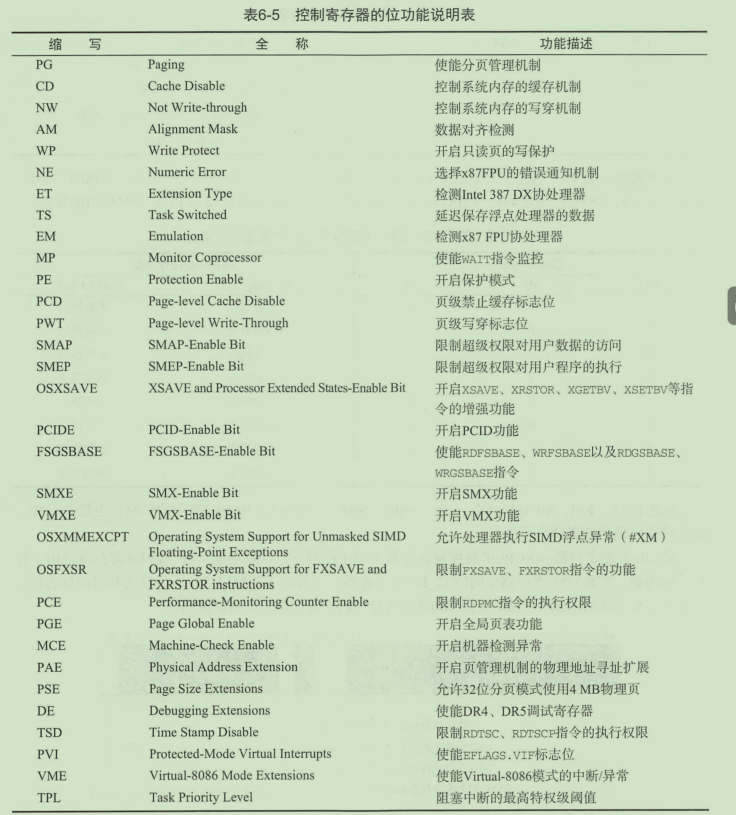 表6-5 控制寄存器的位功能说明表
缩 写 全 称 功能描述
PG Paging 使能分页管理机制
CD Cache Disable 控制系统内存的缓存机制
NW Not Write-through 控制系统内存的写穿机制
AM Alignment Mask 数据对齐检测
WP Write Protect 开启只读页的写保护
NE Numeric Error 选择x87FPU的错误通知机制
ET Extension Type 检测Intel 387 DX协处理器
TS Task Switched 延迟保存浮点处理器的数据
EM Emulation 检测x87 FPU协处理器
MP Monitor Coprocessor 使能WAIT指令监控
PE Protection Enable 开启保护模式
PCD Page-level Cache Disable 页级禁止缓存标志位
PWT Page-level Write-Through 页级写穿标志位
SMAP SMAP-Enable Bit 限制超级权限对用户数据的访问
SMEP SMEP-Enable Bit 限制超级权限对用户程序的执行
OSXSAVE XSAVE and Processor Extended States-Enable Bit 开启XSAVE、XRSTOR、XGETBV、XSETBV等指
令的增强功能
PCIDE PCID-Enable Bit 开启PCID功能
FSGSBASE FSGSBASE-Enable Bit 使能RDFSBASE、WRFSBASE以及RDGSBASE、
WRGSBASE指令
SMXE SMX-Enable Bit 开启SMX功能
VMXE VMX-Enable Bit 开启VMX功能
OSXMMEXCPT Operating System Support for Unmasked SIMD 允许处理器执行SIMD浮点异常（#XM）
Floating-Point Exceptions
OSFXSR Operating System Support for FXSAVE and 限制FXSAVE、FXRSTOR指令的功能
FXRSTOR instructions
PCE Performance-Monitoring Counter Enable 限制RDPMC指令的执行权限
PGE Page Global Enable 开启全局页表功能
MCE Machine-Check Enable 开启机器检测异常
PAE Physical Address Extension 开启页管理机制的物理地址寻址扩展
PSE Page Size Extensions 允许32位分页模式使用4 MB物理页
DE Debugging Extensions 使能DR4、DR5调试寄存器
TSD Time Stamp Disable 限制RDTSC、RDTSCP指令的执行权限
PVI Protected-Mode Virtual Interrupts 使能EFLAGS.VIF标志位
VME Virtual-8086 Mode Extensions 使能Virtual-8086模式的中断/异常
TPL Task Priority Level 阻塞中断的最高特权级阈值